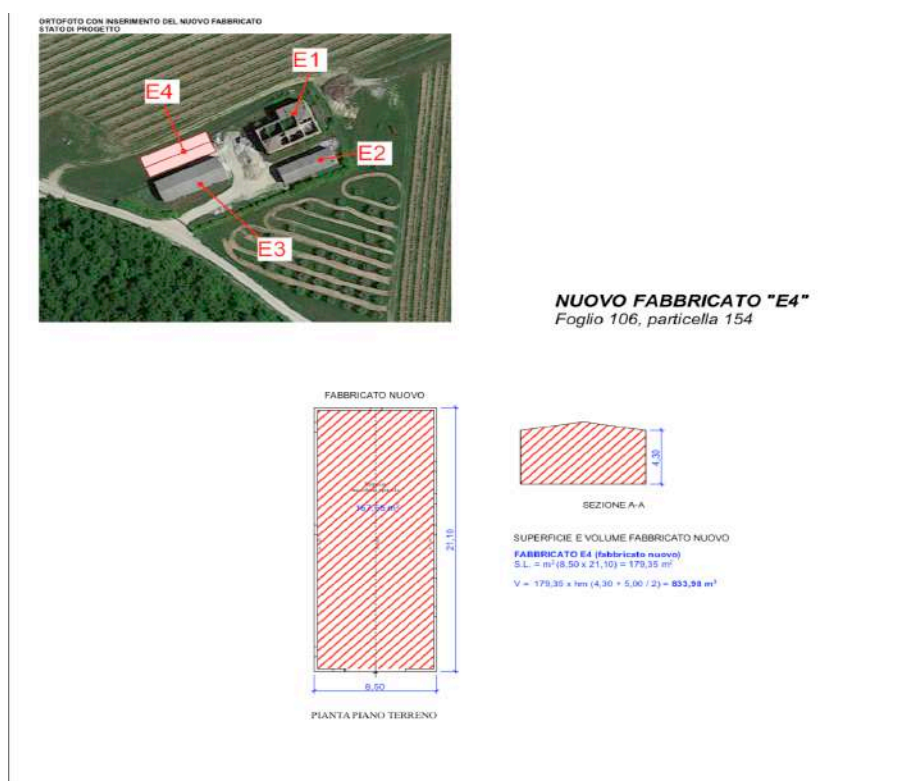 ORTOFOTO CON INSERIMENTO DEL NUOVO FABBRICATO
STATO DI PROGETTO
E1
E4
E2
E3
NUOVO FABBRICATO "E4"
Foglio 106, particella 154
FABBRICATO NUOVO
21,10
8,50
PIANTA PIANO TERRENO
4,30
SEZIONE A-A
SUPERFICIE E VOLUME FABBRICATO NUOVO
FABBRICATO E4 (fabbricato nuovo)
S.L. = m² (8,50 x 21,10) = 179,35 m²
V = 179,35 x hm (4,30 + 5,00 / 2) = 833,98 m³